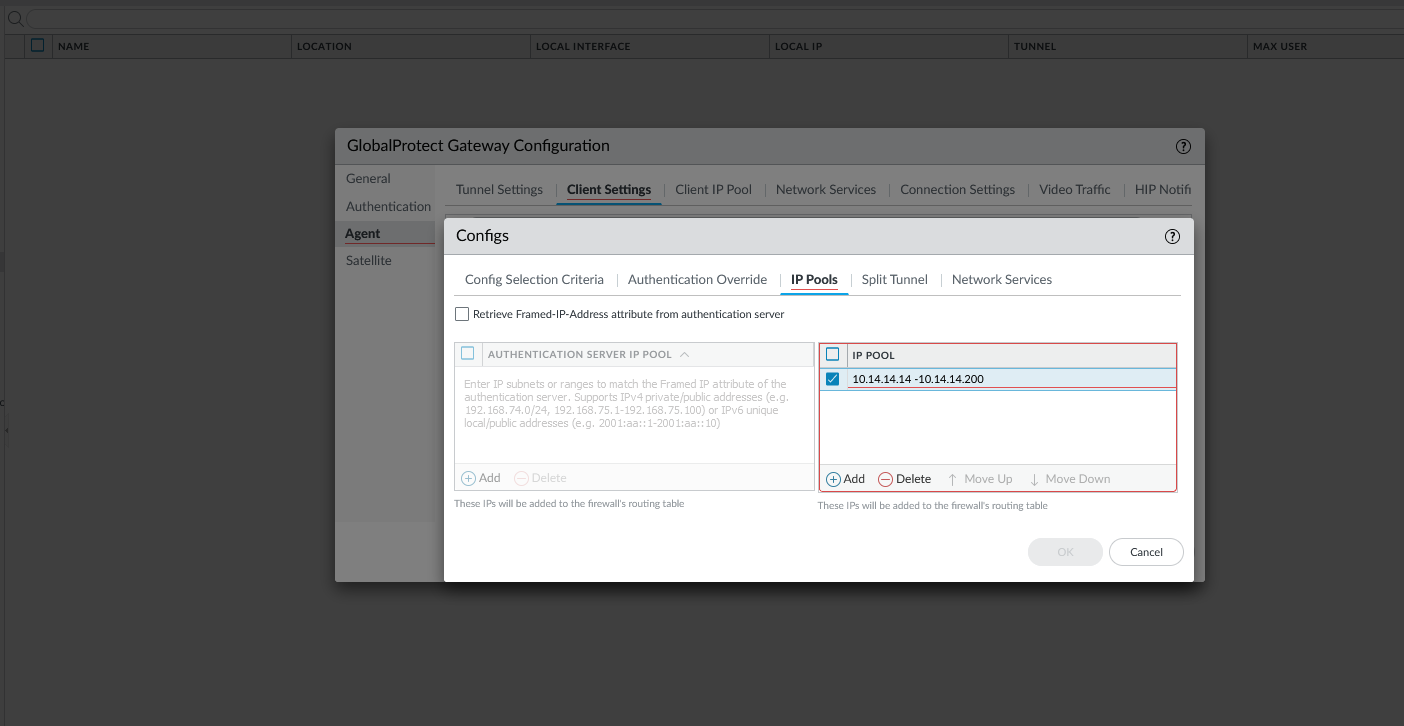 NAME LOCATION LOCAL INTERFACE LOCAL IP TUNNEL MAX USER
GlobalProtect Gateway Configuration
General
Authentication
Agent
Satellite
Tunnel Settings Client Settings Client IP Pool Network Services Connection Settings Video Traffic HIP Notifi
Configs
Config Selection Criteria Authentication Override IP Pools Split Tunnel Network Services
Retrieve Framed-IP-Address attribute from authentication server
AUTHENTICATION SERVER IP POOL
Enter IP subnets or ranges to match the Framed IP attribute of the
authentication server. Supports IPv4 private/public addresses (e.g.
192.168.74.0/24, 192.168.75.1-192.168.75.100) or IPv6 unique
local/public addresses (e.g. 2001:aa::1-2001:aa::10)
Add Delete
These IPs will be added to the firewall's routing table
IP POOL
10.14.14.14 -10.14.14.200
Add Delete Move Up Move Down
These IPs will be added to the firewall's routing table
OK Cancel